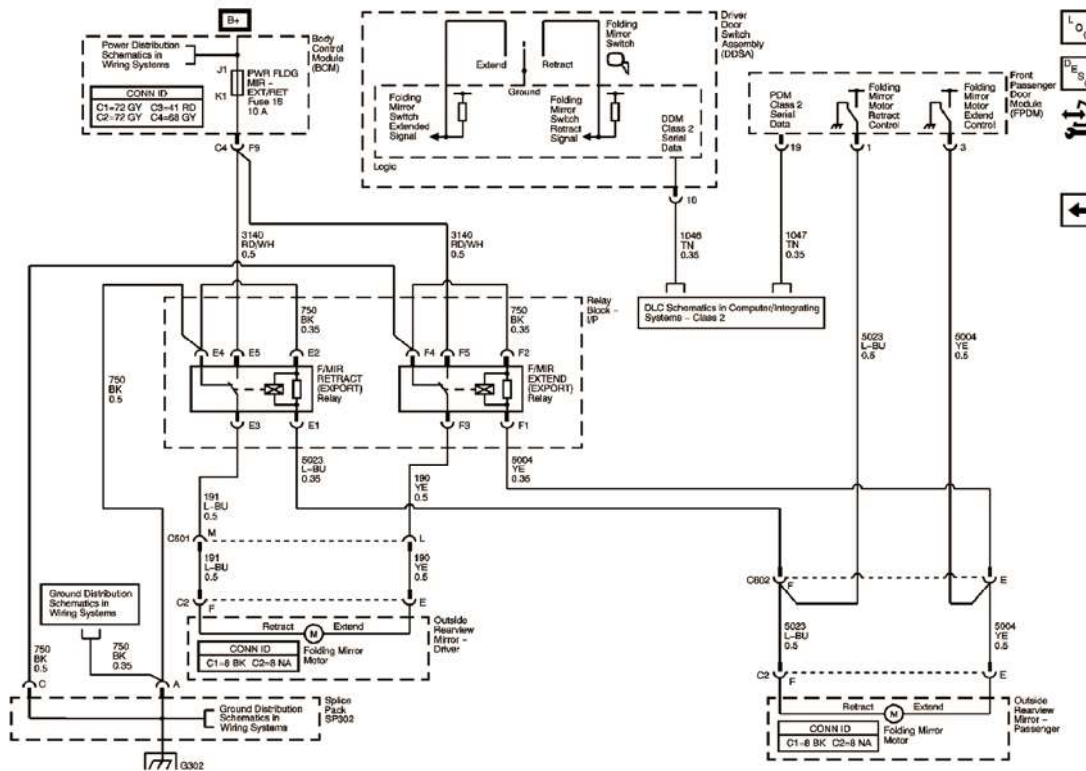 B+
Power Distribution
Schematics in
Wiring Systems
Body
Control
Module
(BCM)
J1
K1
PWR FLDG
MIR –
EXT/RET
Fuse 16
10 A
CONN ID
C1=72 GY C3=41 RD
C2=72 GY C4=68 GY
C4
F9
Driver
Door
Switch
Assembly
(DDSA)
Folding
Mirror
Switch
Extend
Retract
Ground
Folding
Mirror
Switch
Extended
Signal
Folding
Mirror
Switch
Retract
Signal
DDM
Class 2
Serial
Data
Logic
10
PDM
Class 2
Serial
Data
Folding
Mirror
Motor
Retract
Control
Folding
Mirror
Motor
Extend
Control
Front
Passenger
Door
Module
(FPDM)
19
1
3
3140
RD/WH
0.5
3140
RD/WH
0.5
1046
TN
0.35
1047
TN
0.35
DLC Schematics in Computer/Integrating
Systems – Class 2
750
BK
0.35
750
BK
0.35
Relay
Block –
I/P
5023
L–BU
0.5
5004
YE
0.5
E4
E5
E2
F4
F5
F2
750
BK
0.5
F/MIR
RETRACT
(EXPORT)
Relay
F/MIR
EXTEND
(EXPORT)
Relay
E3
E1
F3
F1
5023
L–BU
0.35
5004
YE
0.35
191
L–BU
0.5
190
YE
0.5
C601
M
L
191
L–BU
0.5
190
YE
0.5
C602
F
E
Ground Distribution
Schematics in
Wiring Systems
C2
F
E
Retract
M
Extend
Folding Mirror
Motor
CONN ID
C1=8 BK C2=8 NA
Outside
Rearview
Mirror –
Driver
5023
L–BU
0.5
5004
YE
0.5
750
BK
0.5
750
BK
0.35
C
A
Splice
Pack
SP302
Ground Distribution
Schematics in
Wiring Systems
G302
C2
F
E
Retract
M
Extend
Folding Mirror
Motor
CONN ID
C1=8 BK C2=8 NA
Outside
Rearview
Mirror –
Passenger